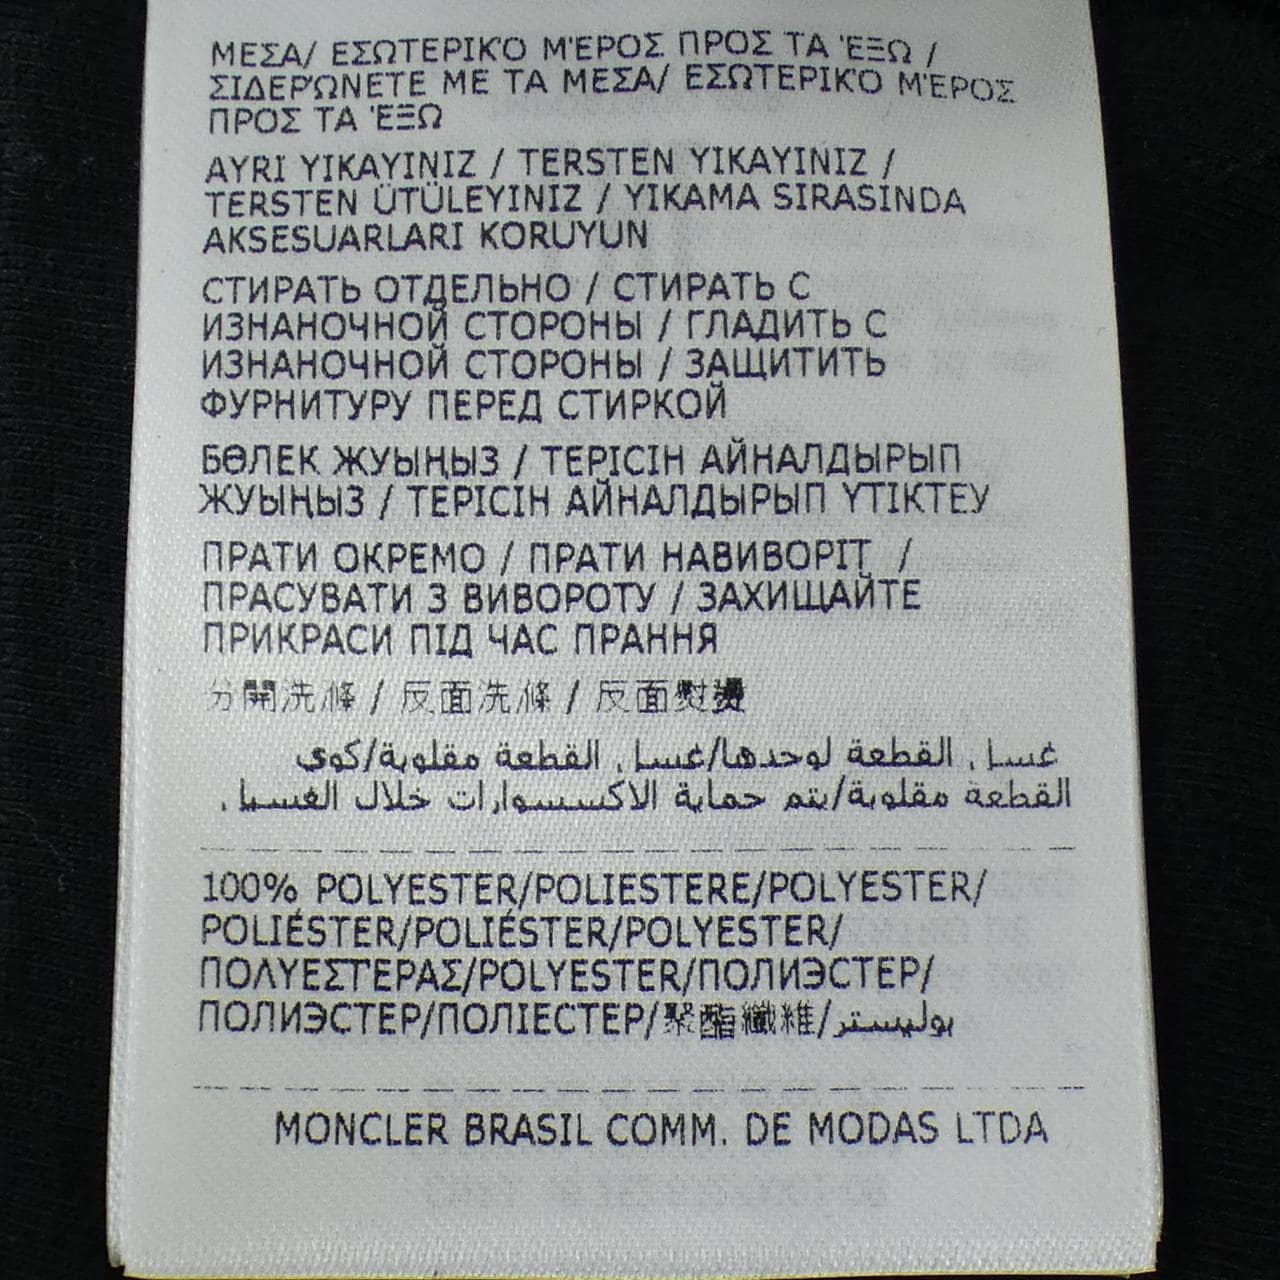 ΜΕΣΑ/ ΕΣΩΤΕΡΙΚΌ ΜΈΡΟΣ ΠΡΟΣ ΤΑ ΈΞΩ /
ΣΙΔΕΡΏΝΕΤΕ ΜΕ ΤΑ ΜΕΣΑ/ ΕΣΩΤΕΡΙΚΌ ΜΈΡΟΣ
ΠΡΟΣ ΤΑ ΈΞΩ
AYRI YIKAYINIZ / TERSTEN YIKAYINIZ /
TERSTEN ÜTÜLEYINIZ / YIKAMA SIRASINDA
AKSESUARLARI KORUYUN
СТИРАТЬ ОТДЕЛЬНО / СТИРАТЬ С
ИЗНАНОЧНОЙ СТОРОНЫ / ГЛАДИТЬ С
ИЗНАНОЧНОЙ СТОРОНЫ / ЗАЩИТИТЬ
ФУРНИТУРУ ПЕРЕД СТИРКОЙ
БӨЛЕК ЖУЫҢЫЗ / ТЕРІСІН АЙНАЛДЫРЫП
ЖУЫҢЫЗ / ТЕРІСІН АЙНАЛДЫРЫП ҮТІКТЕУ
ПРАТИ ОКРЕМО / ПРАТИ НАВИВОРІТ /
ПРАСУВАТИ З ВИВОРОТУ / ЗАХИЩАЙТЕ
ПРИКРАСИ ПІД ЧАС ПРАННЯ
分開洗滌 / 反面洗滌 / 反面熨燙
غسل القطعة لوحدها/غسل القطعة مقلوبة/كوي
القطعة مقلوبة/يتم حماية الاكسسوارات خلال الغسيل
100% POLYESTER/POLIESTERE/POLYESTER/
POLIÉSTER/POLIÉSTER/POLYESTER/
ΠΟΛΥΕΣΤΈΡΑΣ/POLYESTER/ПОЛИЭСТЕР/
ПОЛИЭСТЕР/ПОЛІЕСТЕР/聚酯纖維/بوليستر
MONCLER BRASIL COMM. DE MODAS LTDA